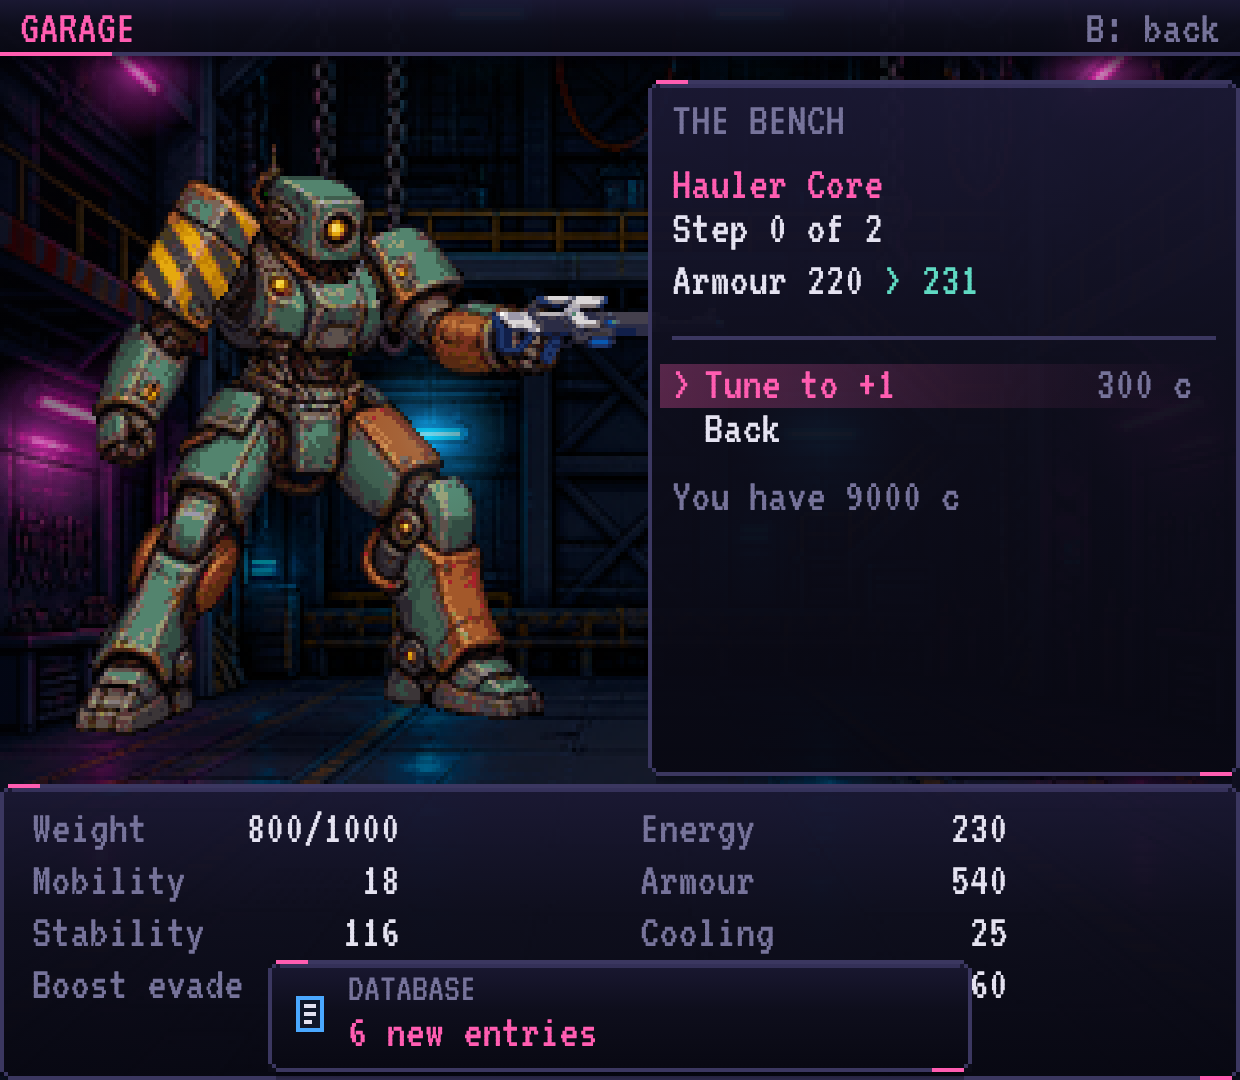 GARAGE
B: back
THE BENCH
Hauler Core
Step 0 of 2
Armour 220 > 231
> Tune to +1 300 c
Back
You have 9000 c
Weight 800/1000 Energy 230
Mobility 18 Armour 540
Stability 116 Cooling 25
Boost evade 60
DATABASE
6 new entries